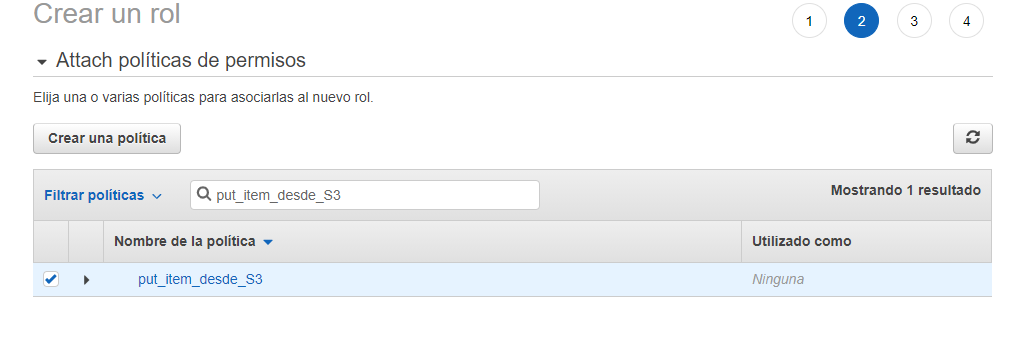 Crear un rol
1 2 3 4
Attach políticas de permisos
Elija una o varias políticas para asociarlas al nuevo rol.
Crear una política
Filtrar políticas put_item_desde_S3 Mostrando 1 resultado
Nombre de la política Utilizado como
put_item_desde_S3 Ninguna